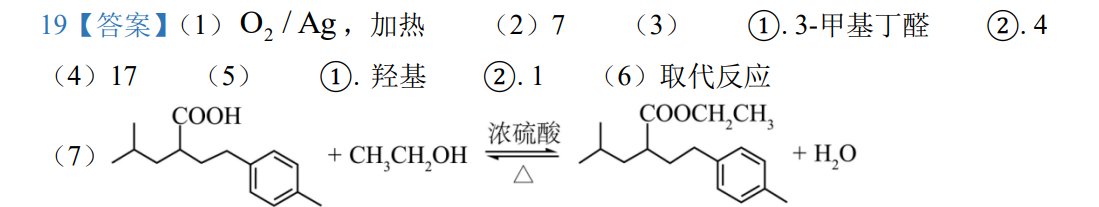 19【答案】（1）O₂ / Ag，加热 （2）7 （3） ①. 3-甲基丁醛 ②. 4
（4）17 （5） ①. 羟基 ②. 1 （6）取代反应
（7） COOH + CH₃CH₂OH 浓硫酸 △ COOCH₂CH₃ + H₂O